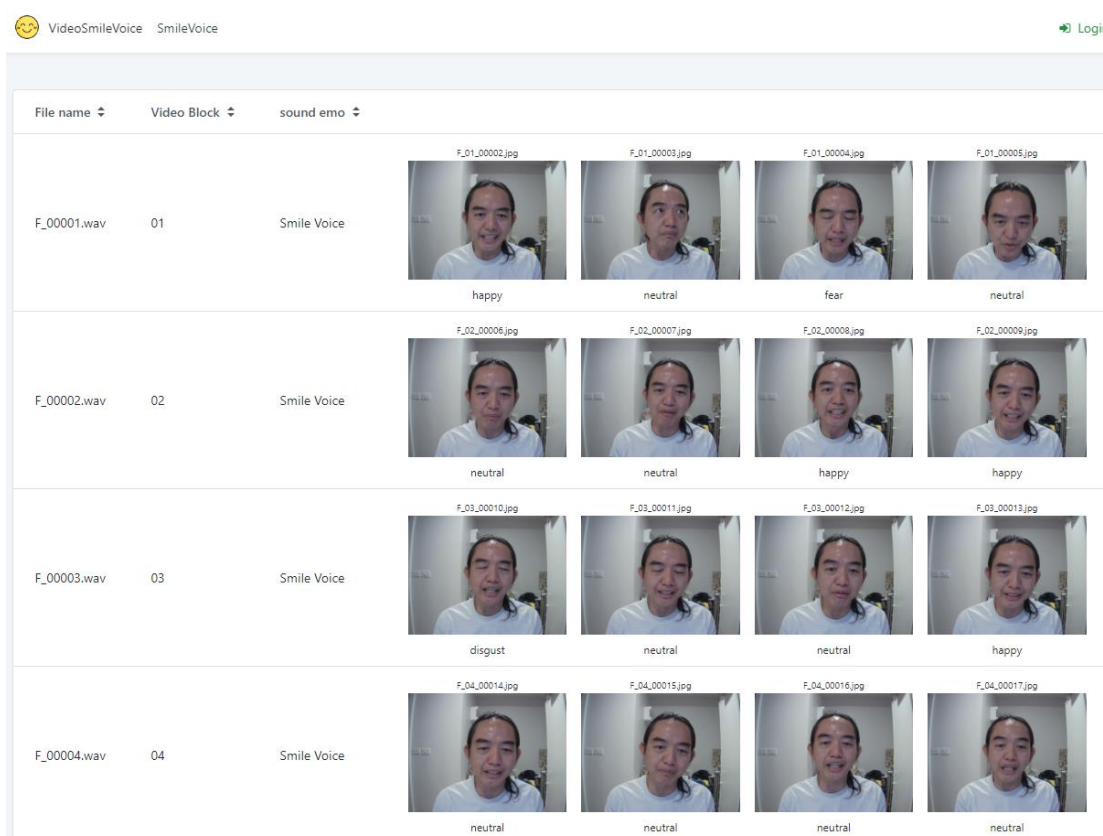 VideoSmileVoice SmileVoice Login
File name Video Block sound emo
F_01_00002.jpg F_01_00003.jpg F_01_00004.jpg F_01_00005.jpg
F_00001.wav 01 Smile Voice
happy neutral fear neutral
F_02_00006.jpg F_02_00007.jpg F_02_00008.jpg F_02_00009.jpg
F_00002.wav 02 Smile Voice
neutral neutral happy happy
F_03_00010.jpg F_03_00011.jpg F_03_00012.jpg F_03_00013.jpg
F_00003.wav 03 Smile Voice
disgust neutral neutral happy
F_04_00014.jpg F_04_00015.jpg F_04_00016.jpg F_04_00017.jpg
F_00004.wav 04 Smile Voice
neutral neutral neutral neutral